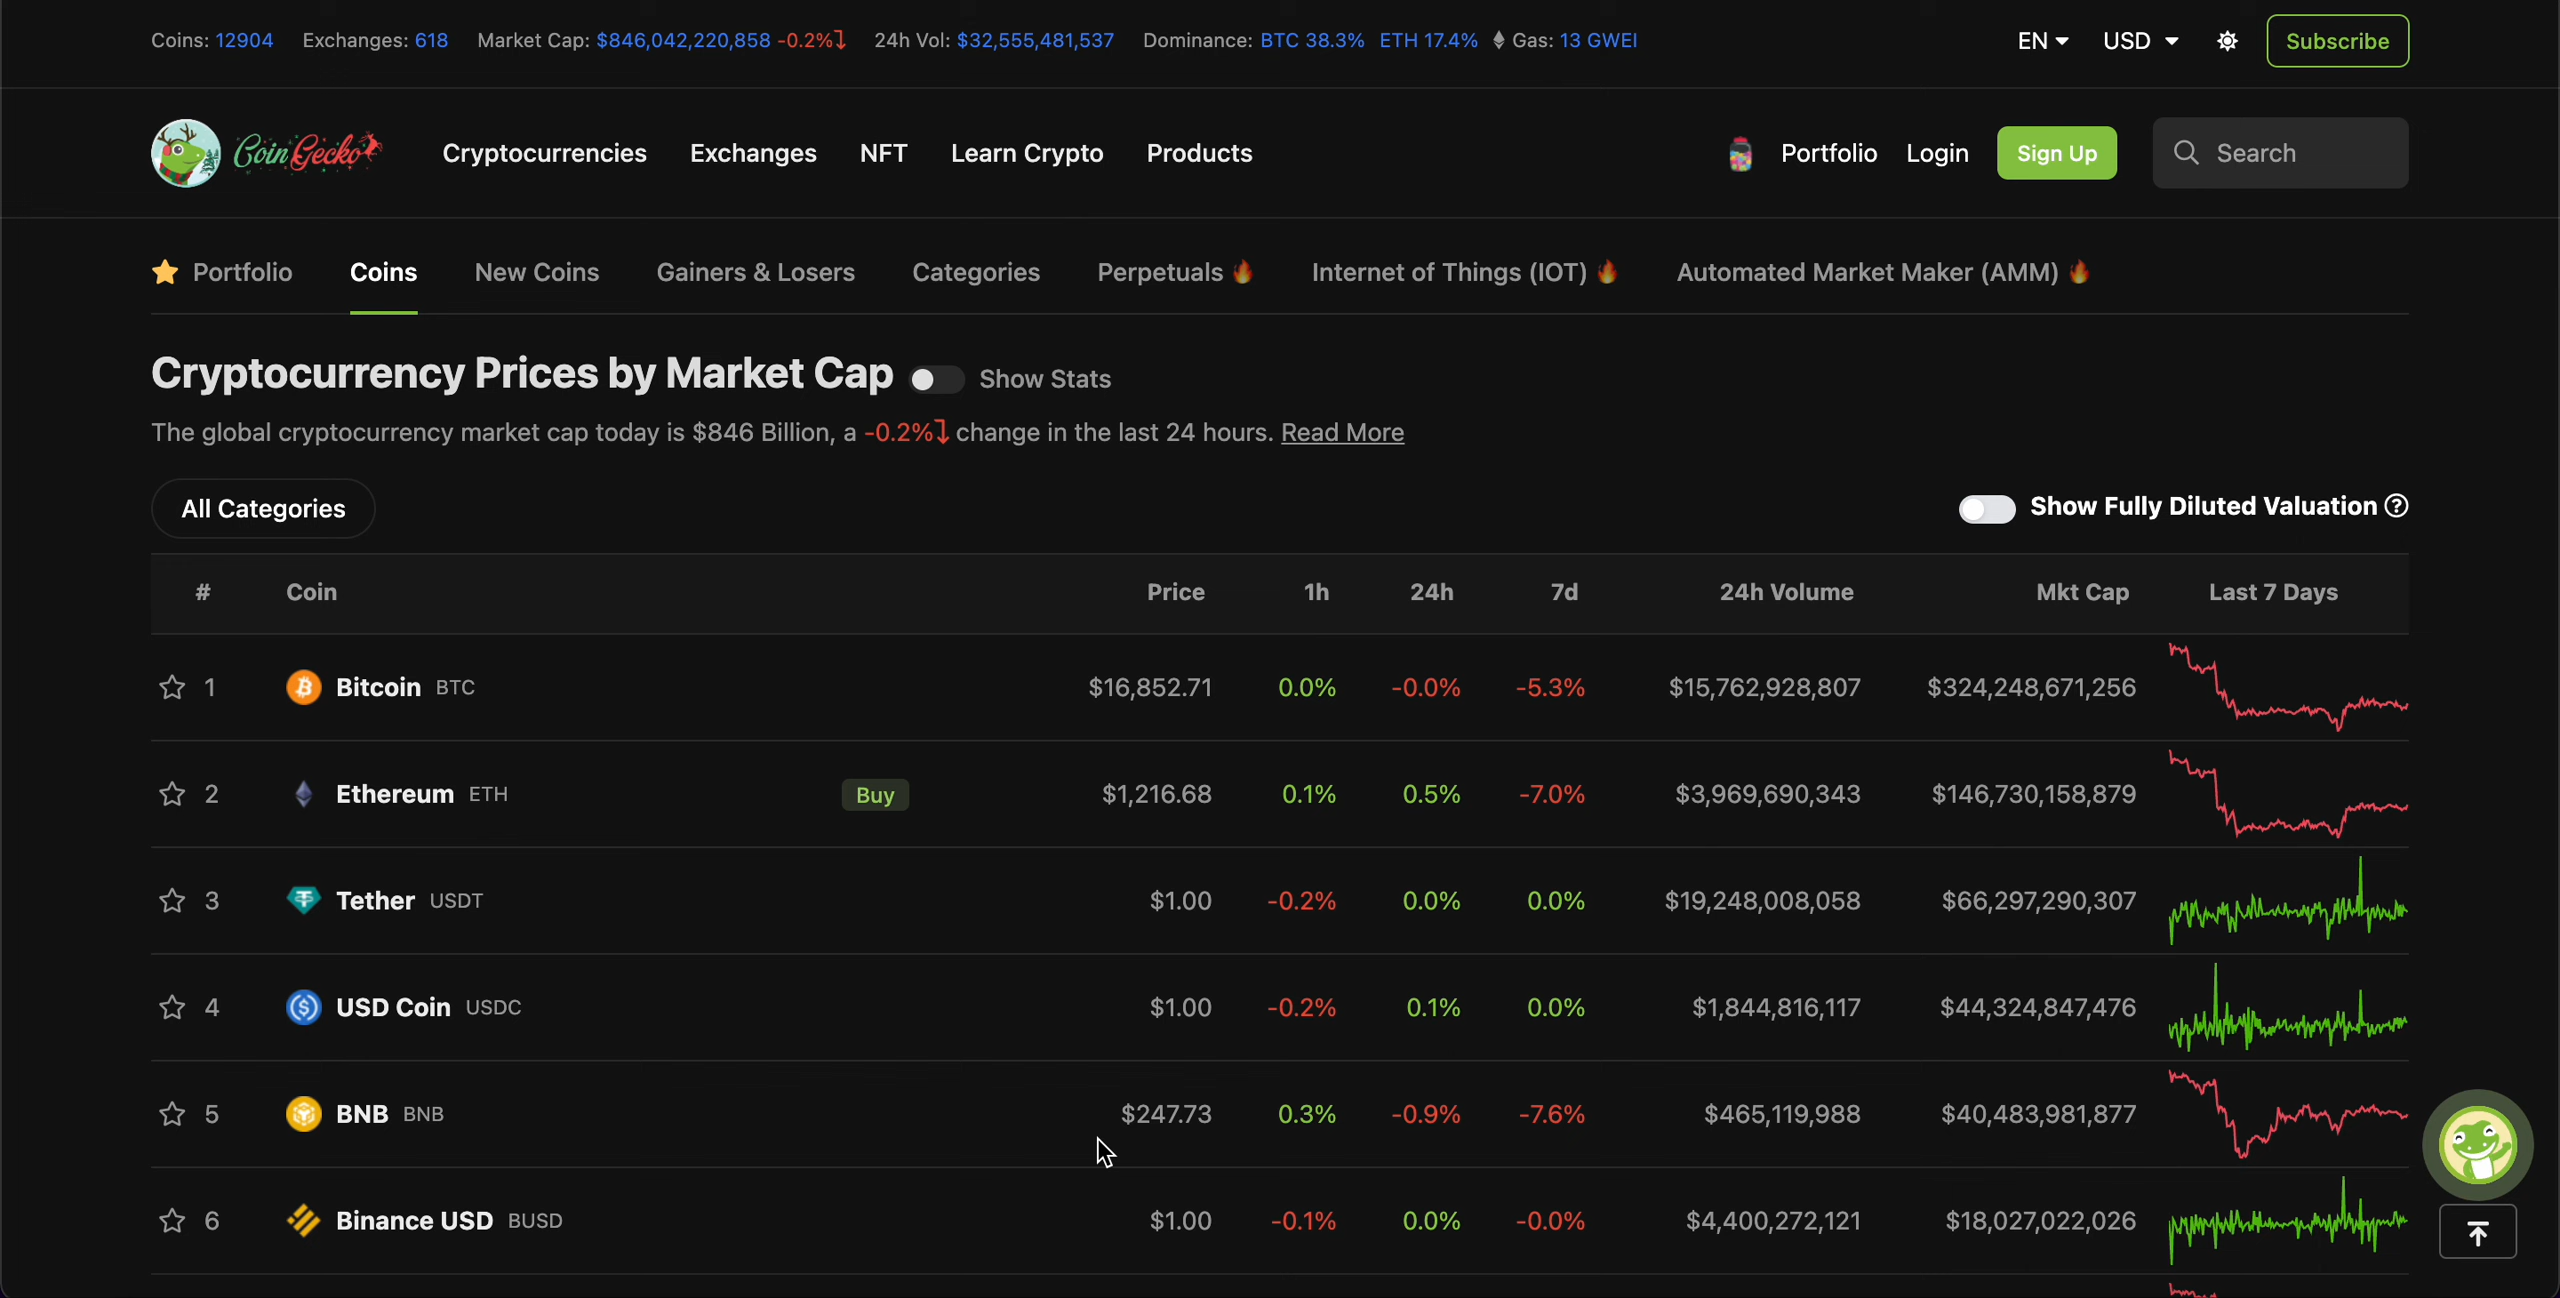 Coins: 12904 Exchanges: 618 Market Cap: $846,042,220,858 -0.2% 24h Vol: $32,555,481,537 Dominance: BTC 38.3% ETH 17.4% Gas: 13 GWEI EN USD Subscribe
CoinGecko Cryptocurrencies Exchanges NFT Learn Crypto Products Portfolio Login Sign Up Search
Portfolio Coins New Coins Gainers & Losers Categories Perpetuals Internet of Things (IOT) Automated Market Maker (AMM)
Cryptocurrency Prices by Market Cap Show Stats
The global cryptocurrency market cap today is $846 Billion, a -0.2% change in the last 24 hours. Read More
All Categories Show Fully Diluted Valuation ?
# Coin Price 1h 24h 7d 24h Volume Mkt Cap Last 7 Days
1 Bitcoin BTC $16,852.71 0.0% -0.0% -5.3% $15,762,928,807 $324,248,671,256
2 Ethereum ETH Buy $1,216.68 0.1% 0.5% -7.0% $3,969,690,343 $146,730,158,879
3 Tether USDT $1.00 -0.2% 0.0% 0.0% $19,248,008,058 $66,297,290,307
4 USD Coin USDC $1.00 -0.2% 0.1% 0.0% $1,844,816,117 $44,324,847,476
5 BNB BNB $247.73 0.3% -0.9% -7.6% $465,119,988 $40,483,981,877
6 Binance USD BUSD $1.00 -0.1% 0.0% -0.0% $4,400,272,121 $18,027,022,026